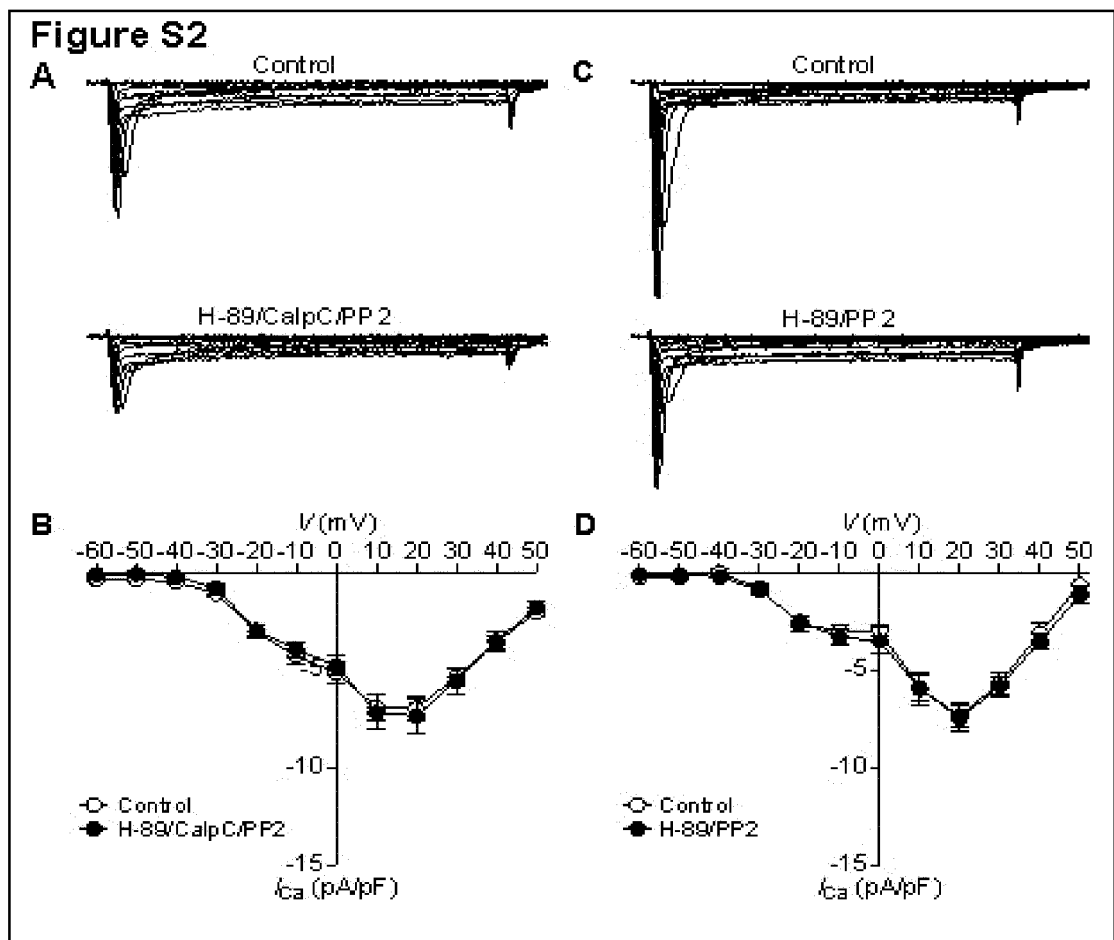 Figure S2
A
Control
H-89/CalpC/PP2
B
V (mV)
-60 -50 -40 -30 -20 -10 0 10 20 30 40 50
-5
-10
-15
Control
H-89/CalpC/PP2
ICa (pA/pF)
C
Control
H-89/PP2
D
V (mV)
-60 -50 -40 -30 -20 -10 0 10 20 30 40 50
-5
-10
-15
Control
H-89/PP2
ICa (pA/pF)